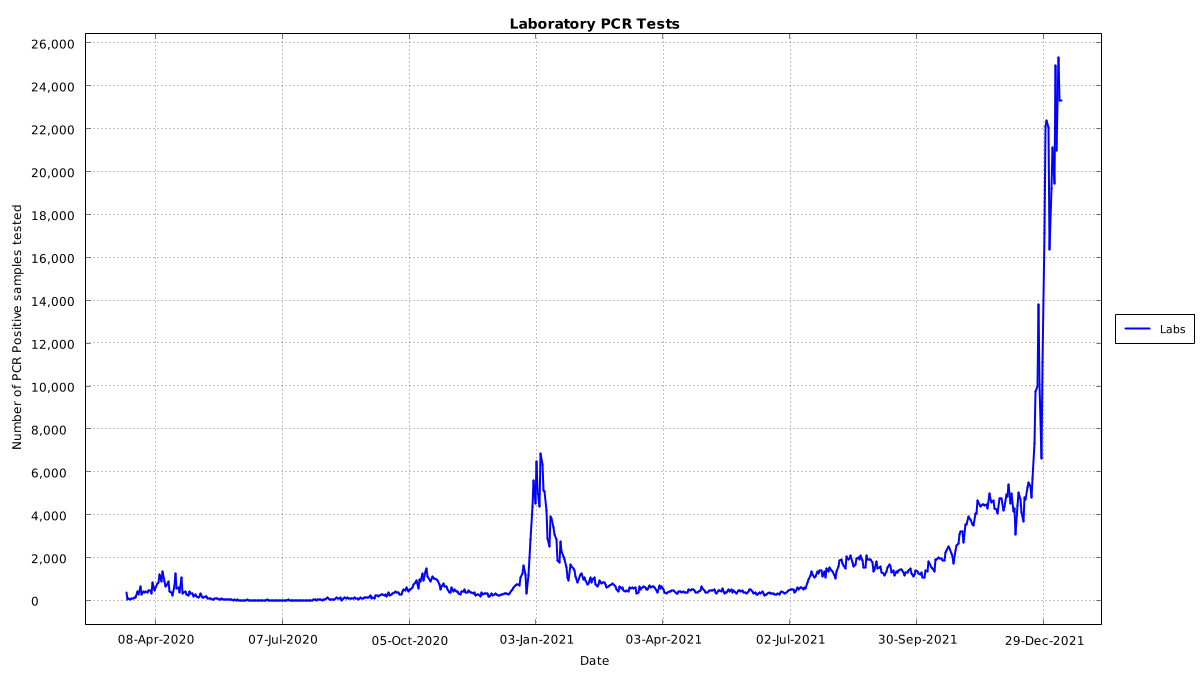 Laboratory PCR Tests
26,000
24,000
22,000
20,000
18,000
16,000
14,000
12,000
10,000
8,000
6,000
4,000
2,000
0
Number of PCR Positive samples tested
08-Apr-2020 07-Jul-2020 05-Oct-2020 03-Jan-2021 03-Apr-2021 02-Jul-2021 30-Sep-2021 29-Dec-2021
Date
Labs